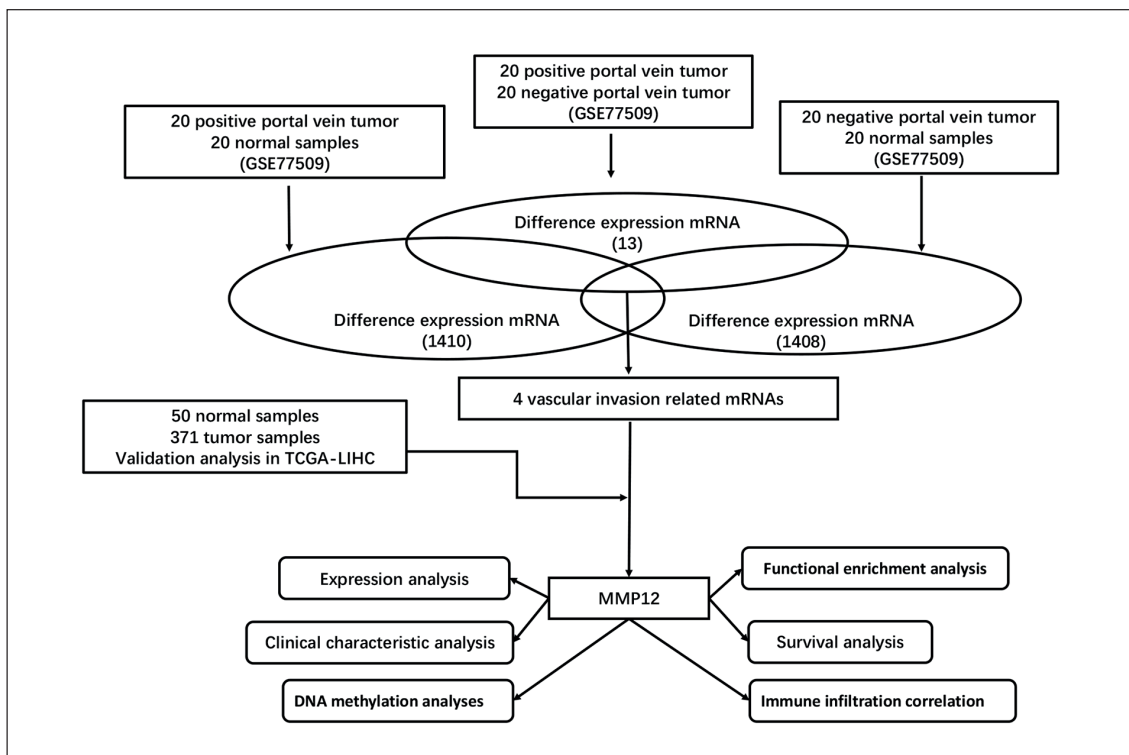 20 positive portal vein tumor
20 negative portal vein tumor
(GSE77509)
20 positive portal vein tumor
20 normal samples
(GSE77509)
20 negative portal vein tumor
20 normal samples
(GSE77509)
Difference expression mRNA
(13)
Difference expression mRNA
(1410)
Difference expression mRNA
(1408)
4 vascular invasion related mRNAs
50 normal samples
371 tumor samples
Validation analysis in TCGA-LIHC
MMP12
Expression analysis
Clinical characteristic analysis
DNA methylation analyses
Functional enrichment analysis
Survival analysis
Immune infiltration correlation